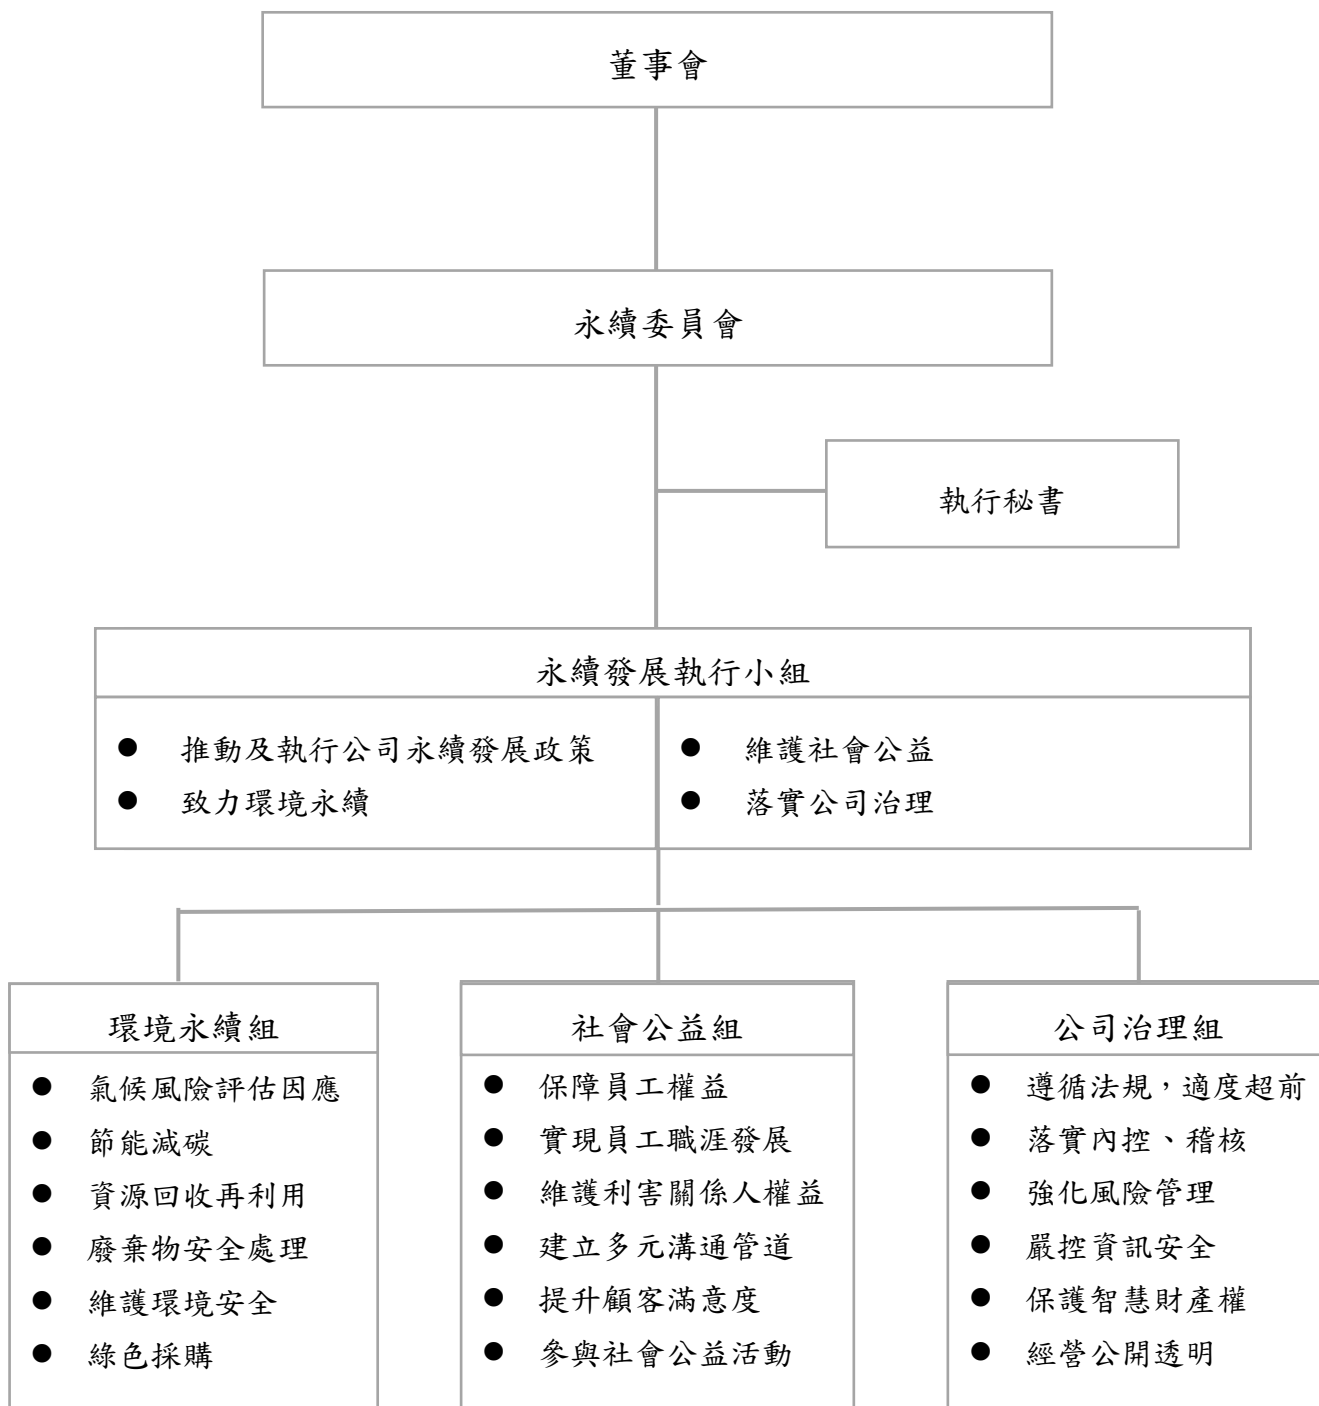 董事會
永續委員會
執行秘書
永續發展執行小組
● 推動及執行公司永續發展政策
● 致力環境永續
● 維護社會公益
● 落實公司治理
環境永續組
● 氣候風險評估因應
● 節能減碳
● 資源回收再利用
● 廢棄物安全處理
● 維護環境安全
● 綠色採購
社會公益組
● 保障員工權益
● 實現員工職涯發展
● 維護利害關係人權益
● 建立多元溝通管道
● 提升顧客滿意度
● 參與社會公益活動
公司治理組
● 遵循法規，適度超前
● 落實內控、稽核
● 強化風險管理
● 嚴控資訊安全
● 保護智慧財產權
● 經營公開透明